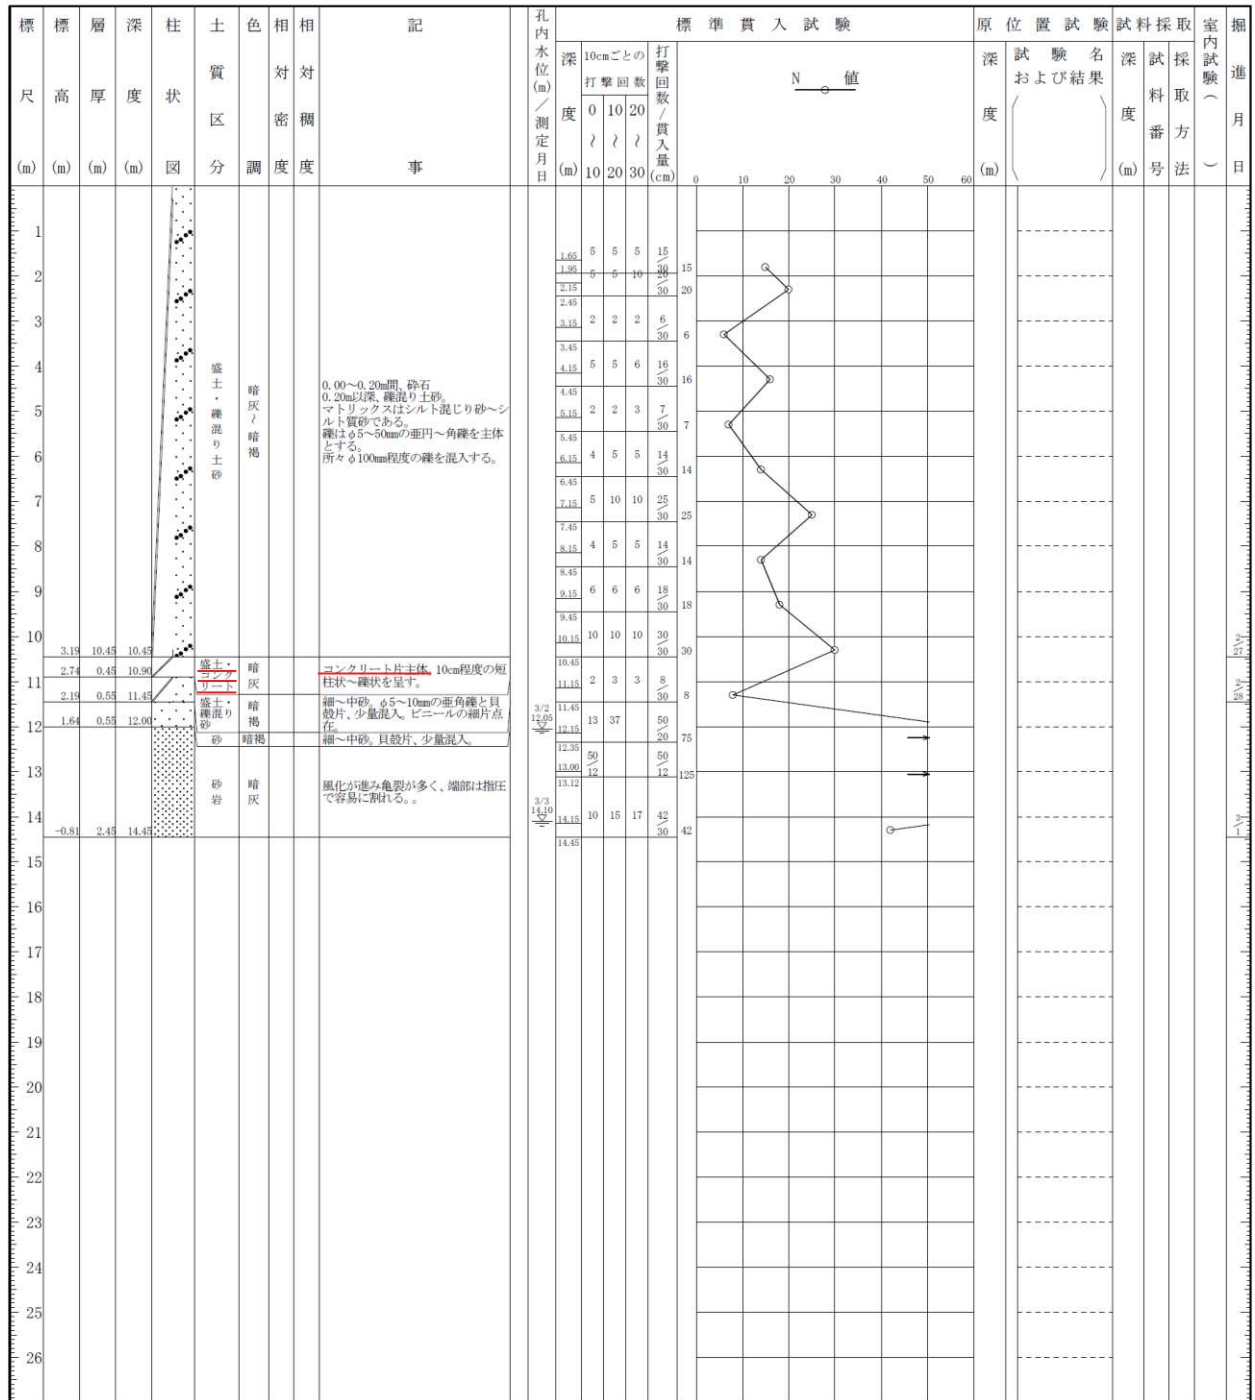 標尺(m)
標高(m)
層厚(m)
深度(m)
柱状図
土質区分
色調
相対密度
相対稠度
記事
孔内水位(m)／測定月日
標準貫入試験
深度(m)
10cmごとの
打撃回数
0～10
10～20
20～30
打撃回数／貫入量(cm)
N 値
0 10 20 30 40 50 60
原位置試験
深度(m)
試験名
および結果
試料採取
深度(m)
試料番号
採取方法
室内試験( )
掘進月日
1
2
3
4
5
6
7
8
9
10
11
12
13
14
15
16
17
18
19
20
21
22
23
24
25
26
3.19 10.45 10.45
2.74 0.45 10.90
2.19 0.55 11.45
1.64 0.55 12.00
-0.81 2.45 14.45
盛土・礫混り土砂
暗灰～暗褐
0.00～0.20m間、砕石
0.20m以深、礫混り土砂。
マトリックスはシルト混じり砂～シ
ルト質砂である。
礫はφ5～50mmの亜円～角礫を主体
とする。
所々φ100mm程度の礫を混入する。
盛土・
コンク
リート
暗灰
コンクリート片主体、10cm程度の短
柱状～礫状を呈す。
盛土・
礫混り
砂
暗褐
細～中砂。φ5～10mmの亜角礫と貝
殻片、少量混入。ビニールの細片点
在。
砂
暗褐
細～中砂。貝殻片、少量混入。
砂岩
暗灰
風化が進み亀裂が多く、端部は指圧
で容易に割れる。。
3/2
12.05
3/3
14.10
1.65 5 5 5 15/30 15
1.95
2.15 5 5 10 20/30 20
2.45
3.15 2 2 2 6/30 6
3.45
4.15 5 5 6 16/30 16
4.45
5.15 2 2 3 7/30 7
5.45
6.15 4 5 5 14/30 14
6.45
7.15 5 10 10 25/30 25
7.45
8.15 4 5 5 14/30 14
8.45
9.15 6 6 6 18/30 18
9.45
10.15 10 10 10 30/30 30
10.45
11.15 2 3 3 8/30 8
11.45
12.15 13 37 50/20 75
12.35
13.00 50/12 50/12 125
13.12
14.15 10 15 17 42/30 42
14.45
2/27
2/28
3/1